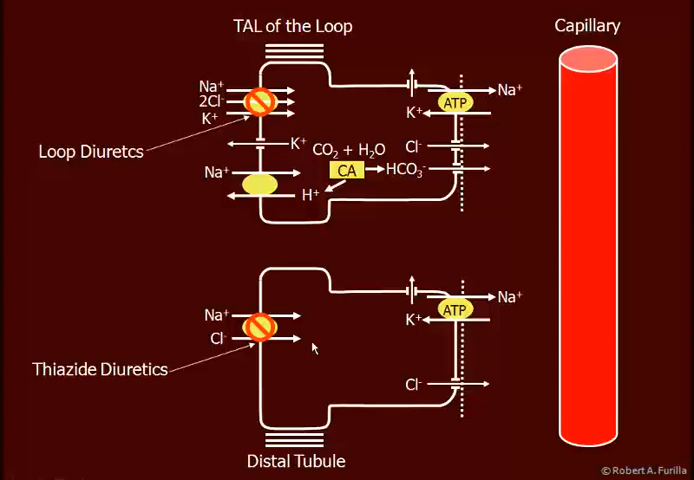 TAL of the Loop
Capillary
Na⁺
2Cl⁻
K⁺
Na⁺
ATP
K⁺
Loop Diuretcs
K⁺
Cl⁻
CO₂ + H₂O
Na⁺
CA
HCO₃⁻
H⁺
Na⁺
Na⁺
ATP
K⁺
Cl⁻
Thiazide Diuretics
Cl⁻
Distal Tubule
© Robert A. Furilla